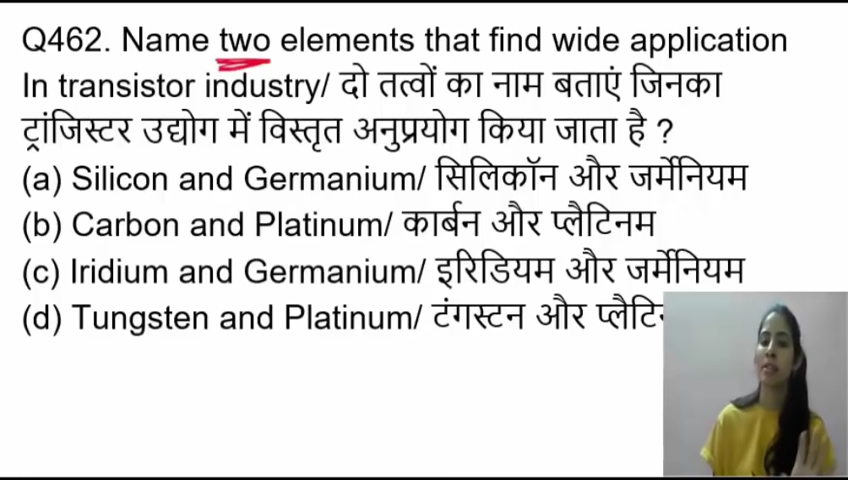 Q462. Name two elements that find wide application
In transistor industry/ दो तत्वों का नाम बताएं जिनका
ट्रांजिस्टर उद्योग में विस्तृत अनुप्रयोग किया जाता है ?
(a) Silicon and Germanium/ सिलिकॉन और जर्मेनियम
(b) Carbon and Platinum/ कार्बन और प्लैटिनम
(c) Iridium and Germanium/ इरिडियम और जर्मेनियम
(d) Tungsten and Platinum/ टंगस्टन और